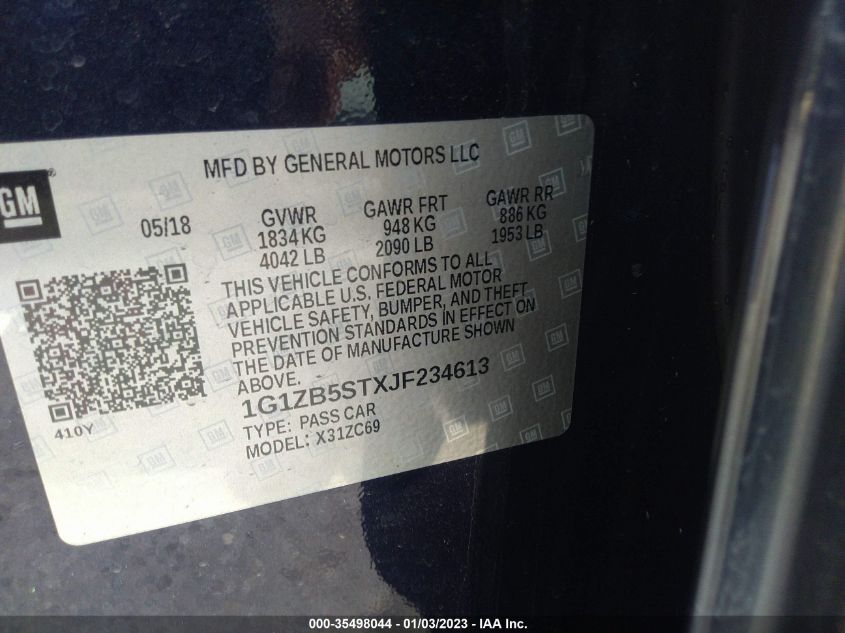 MFD BY GENERAL MOTORS LLC
GM
05/18
GVWR
1834 KG
4042 LB
GAWR FRT
948 KG
2090 LB
GAWR RR
886 KG
1953 LB
THIS VEHICLE CONFORMS TO ALL
APPLICABLE U.S. FEDERAL MOTOR
VEHICLE SAFETY, BUMPER, AND THEFT
PREVENTION STANDARDS IN EFFECT ON
THE DATE OF MANUFACTURE SHOWN
ABOVE.
1G1ZB5STXJF234613
TYPE: PASS CAR
MODEL: X31ZC69
410Y
000-35498044 - 01/03/2023 - IAA Inc.